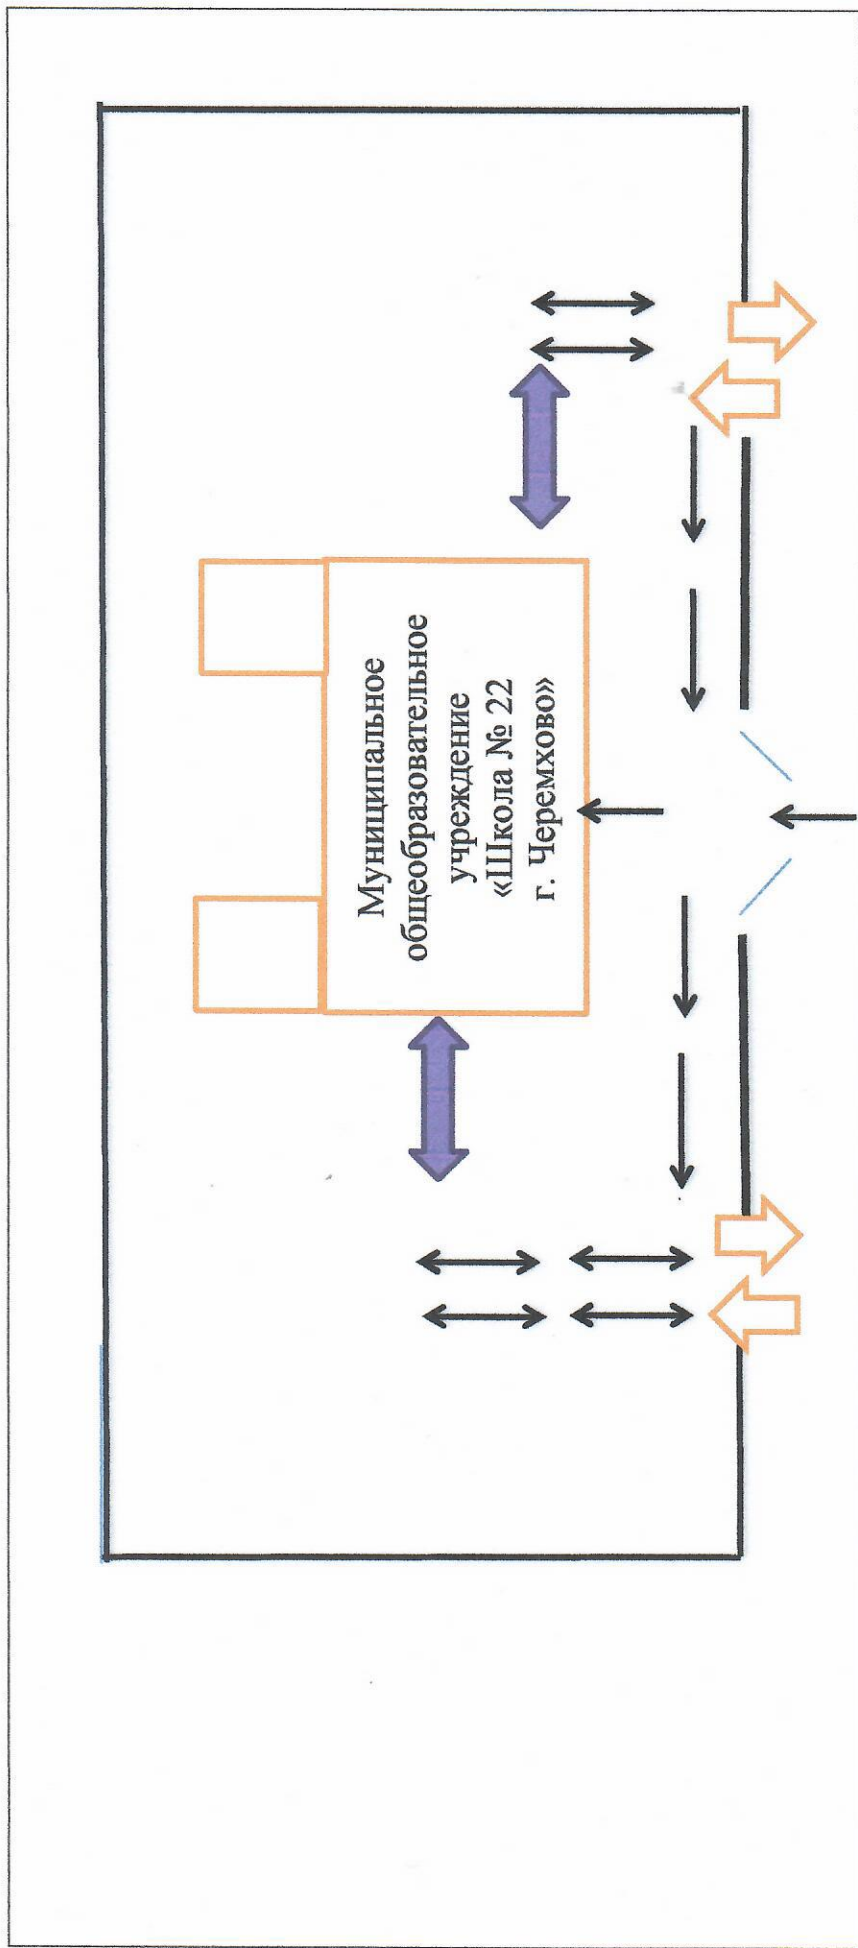 Муниципальное
общеобразовательное
учреждение
«Школа № 22
г. Черемхово»